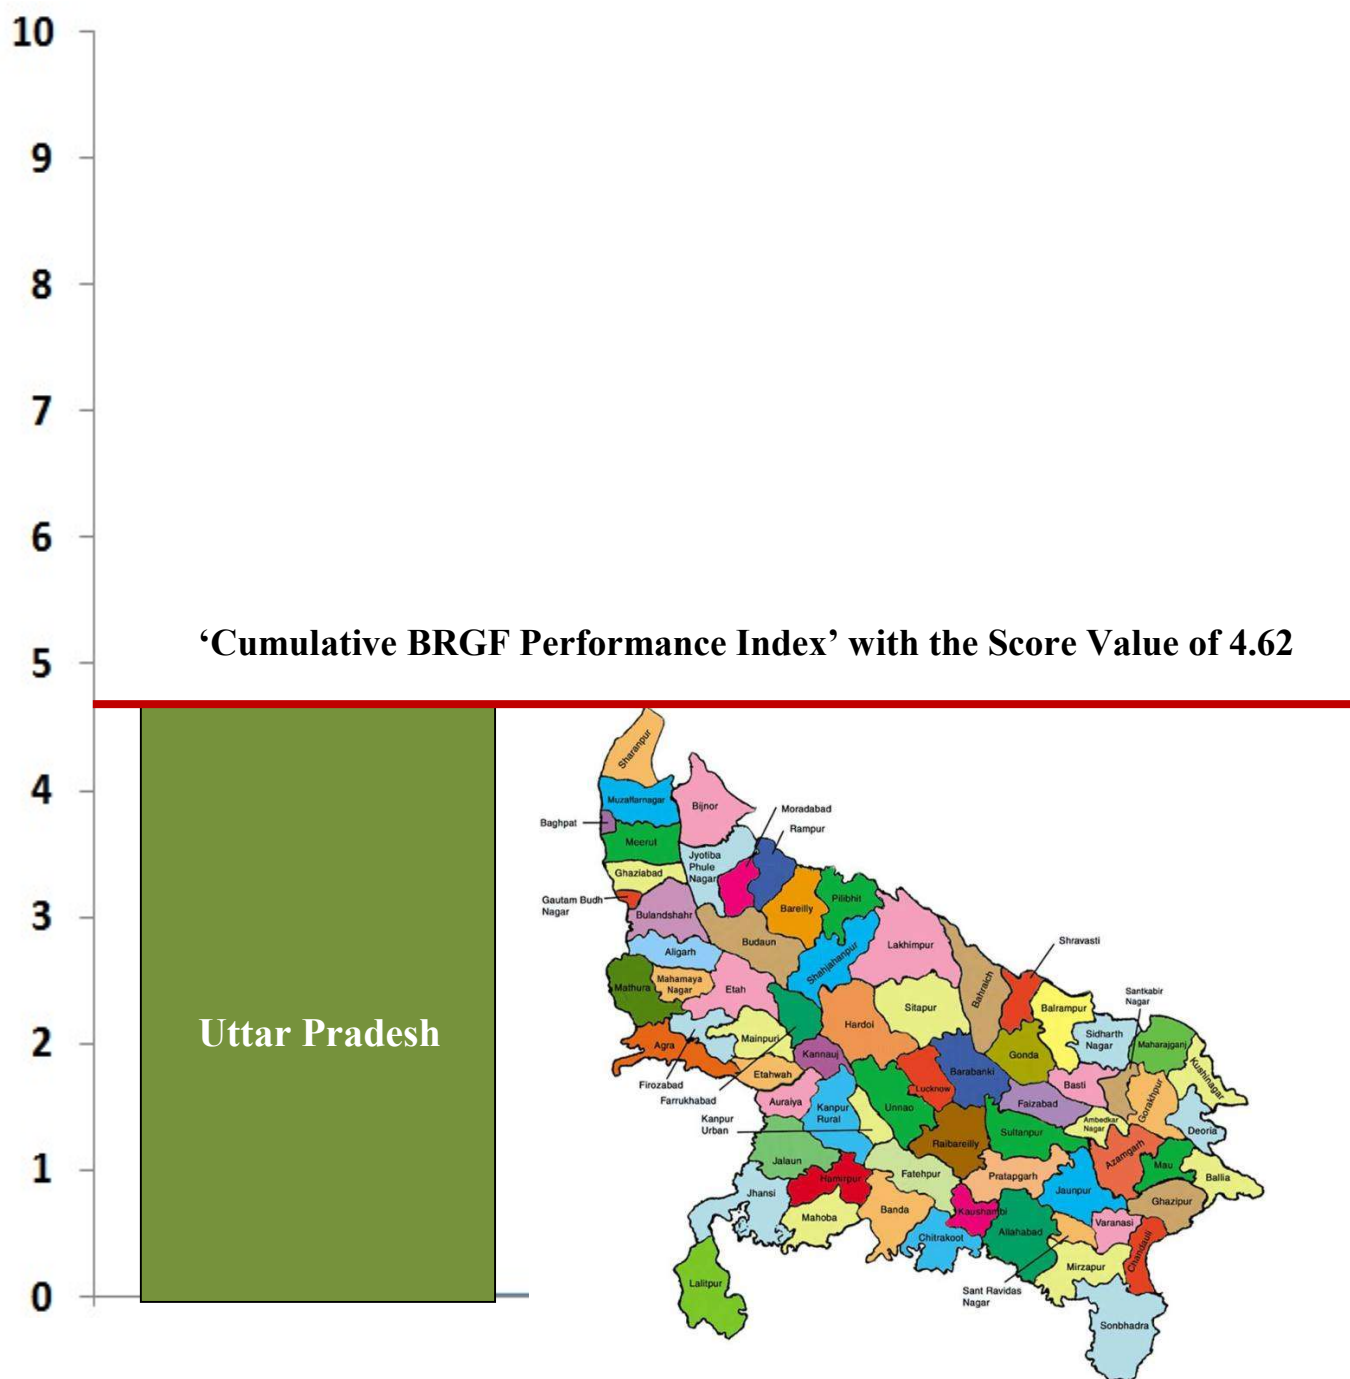 10
9
8
7
6
‘Cumulative BRGF Performance Index’ with the Score Value of 4.62
5
4
3
2
1
0
Uttar Pradesh
Sharanpur
Muzaffarnagar
Bijnor
Baghpat
Moradabad
Rampur
Meerut
Jyotiba
Phule
Nagar
Ghaziabad
Gautam Budh
Nagar
Bulandshahr
Bareilly
Pilibhit
Budaun
Aligarh
Shahjahanpur
Lakhimpur
Shravasti
Mathura
Mahamaya
Nagar
Etah
Bahraich
Santkabir
Nagar
Sitapur
Balrampur
Hardoi
Sidharth
Nagar
Maharajganj
Kushinagar
Agra
Mainpuri
Kannauj
Gonda
Etahwah
Barabanki
Firozabad
Farrukhabad
Lucknow
Basti
Gorakhpur
Auraiya
Kanpur
Rural
Unnao
Faizabad
Kanpur
Urban
Ambedkar
Nagar
Deoria
Sultanpur
Raibareilly
Azamgarh
Mau
Ballia
Jalaun
Hamirpur
Fatehpur
Pratapgarh
Jaunpur
Ghazipur
Jhansi
Mahoba
Banda
Kaushambi
Allahabad
Varanasi
Chitrakoot
Chandauli
Mirzapur
Lalitpur
Sant Ravidas
Nagar
Sonbhadra